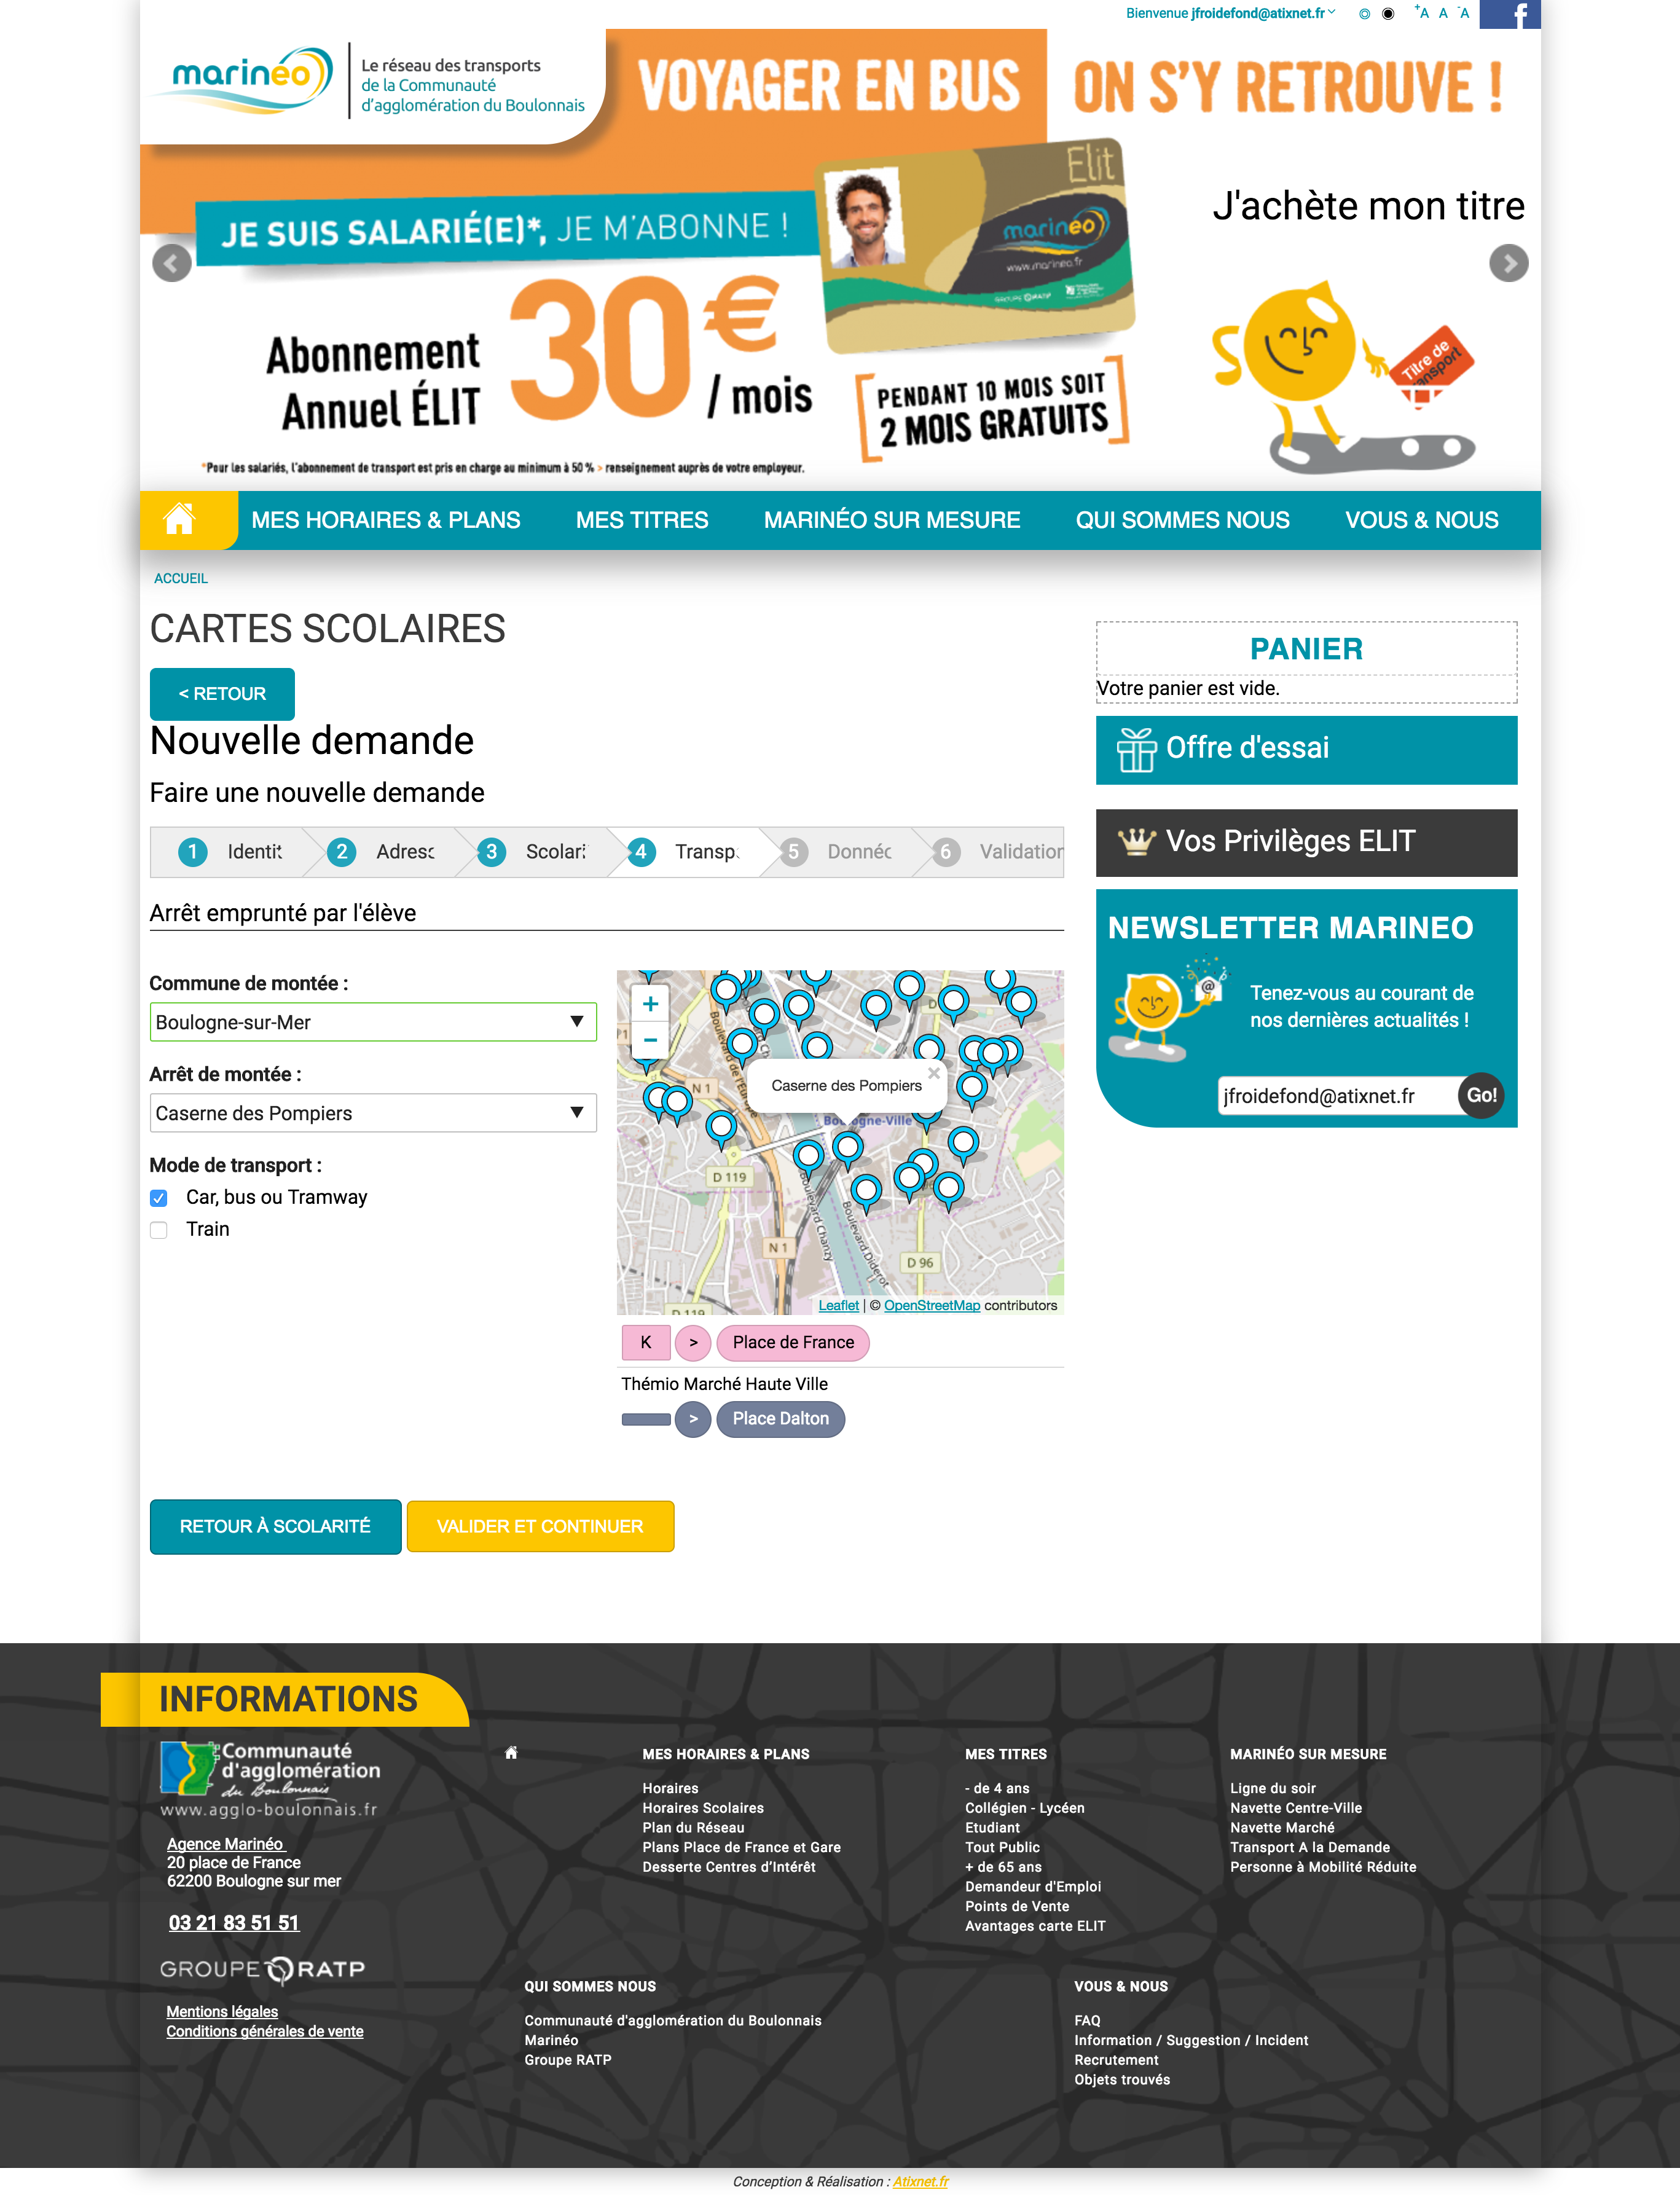 Bienvenue jfroidefond@atixnet.fr
+A A -A
f
marinéo
Le réseau des transports
de la Communauté
d'agglomération du Boulonnais
VOYAGER EN BUS ON S'Y RETROUVE !
Elit
marinéo
www.marineo.fr
GROUPE RATP
JE SUIS SALARIÉ(E)*, JE M'ABONNE !
J'achète mon titre
Abonnement
Annuel ÉLIT
30€
/ mois
PENDANT 10 MOIS SOIT
2 MOIS GRATUITS
Titre de
*Pour les salariés, l'abonnement de transport est pris en charge au minimum à 50 % > renseignement auprès de votre employeur.
MES HORAIRES & PLANS MES TITRES MARINÉO SUR MESURE QUI SOMMES NOUS VOUS & NOUS
ACCUEIL
CARTES SCOLAIRES
< RETOUR
Nouvelle demande
Faire une nouvelle demande
1 Identit 2 Adress 3 Scolari 4 Transp 5 Donnéc 6 Validation
Arrêt emprunté par l'élève
Commune de montée :
Boulogne-sur-Mer
Arrêt de montée :
Caserne des Pompiers
Mode de transport :
Car, bus ou Tramway
Train
+
−
N 1
Caserne des Pompiers
×
D 119
Boulevard Chanzy
Boulevard Diderot
N 1
D 96
D 119
Leaflet | © OpenStreetMap contributors
K > Place de France
Thémio Marché Haute Ville
> Place Dalton
RETOUR À SCOLARITÉ VALIDER ET CONTINUER
PANIER
Votre panier est vide.
Offre d'essai
Vos Privilèges ELIT
NEWSLETTER MARINEO
@
Tenez-vous au courant de
nos dernières actualités !
jfroidefond@atixnet.fr Go!
INFORMATIONS
Communauté
d'agglomération
du Boulonnais
www.agglo-boulonnais.fr
Agence Marinéo
20 place de France
62200 Boulogne sur mer
03 21 83 51 51
GROUPE RATP
Mentions légales
Conditions générales de vente
MES HORAIRES & PLANS
Horaires
Horaires Scolaires
Plan du Réseau
Plans Place de France et Gare
Desserte Centres d'Intérêt
MES TITRES
- de 4 ans
Collégien - Lycéen
Etudiant
Tout Public
+ de 65 ans
Demandeur d'Emploi
Points de Vente
Avantages carte ELIT
MARINÉO SUR MESURE
Ligne du soir
Navette Centre-Ville
Navette Marché
Transport A la Demande
Personne à Mobilité Réduite
QUI SOMMES NOUS
Communauté d'agglomération du Boulonnais
Marinéo
Groupe RATP
VOUS & NOUS
FAQ
Information / Suggestion / Incident
Recrutement
Objets trouvés
Conception & Réalisation : Atixnet.fr